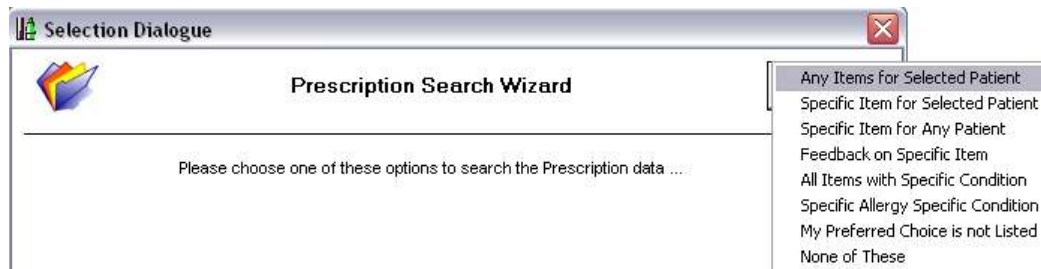 Selection Dialogue
Prescription Search Wizard
Please choose one of these options to search the Prescription data ...
Any Items for Selected Patient
Specific Item for Selected Patient
Specific Item for Any Patient
Feedback on Specific Item
All Items with Specific Condition
Specific Allergy Specific Condition
My Preferred Choice is not Listed
None of These